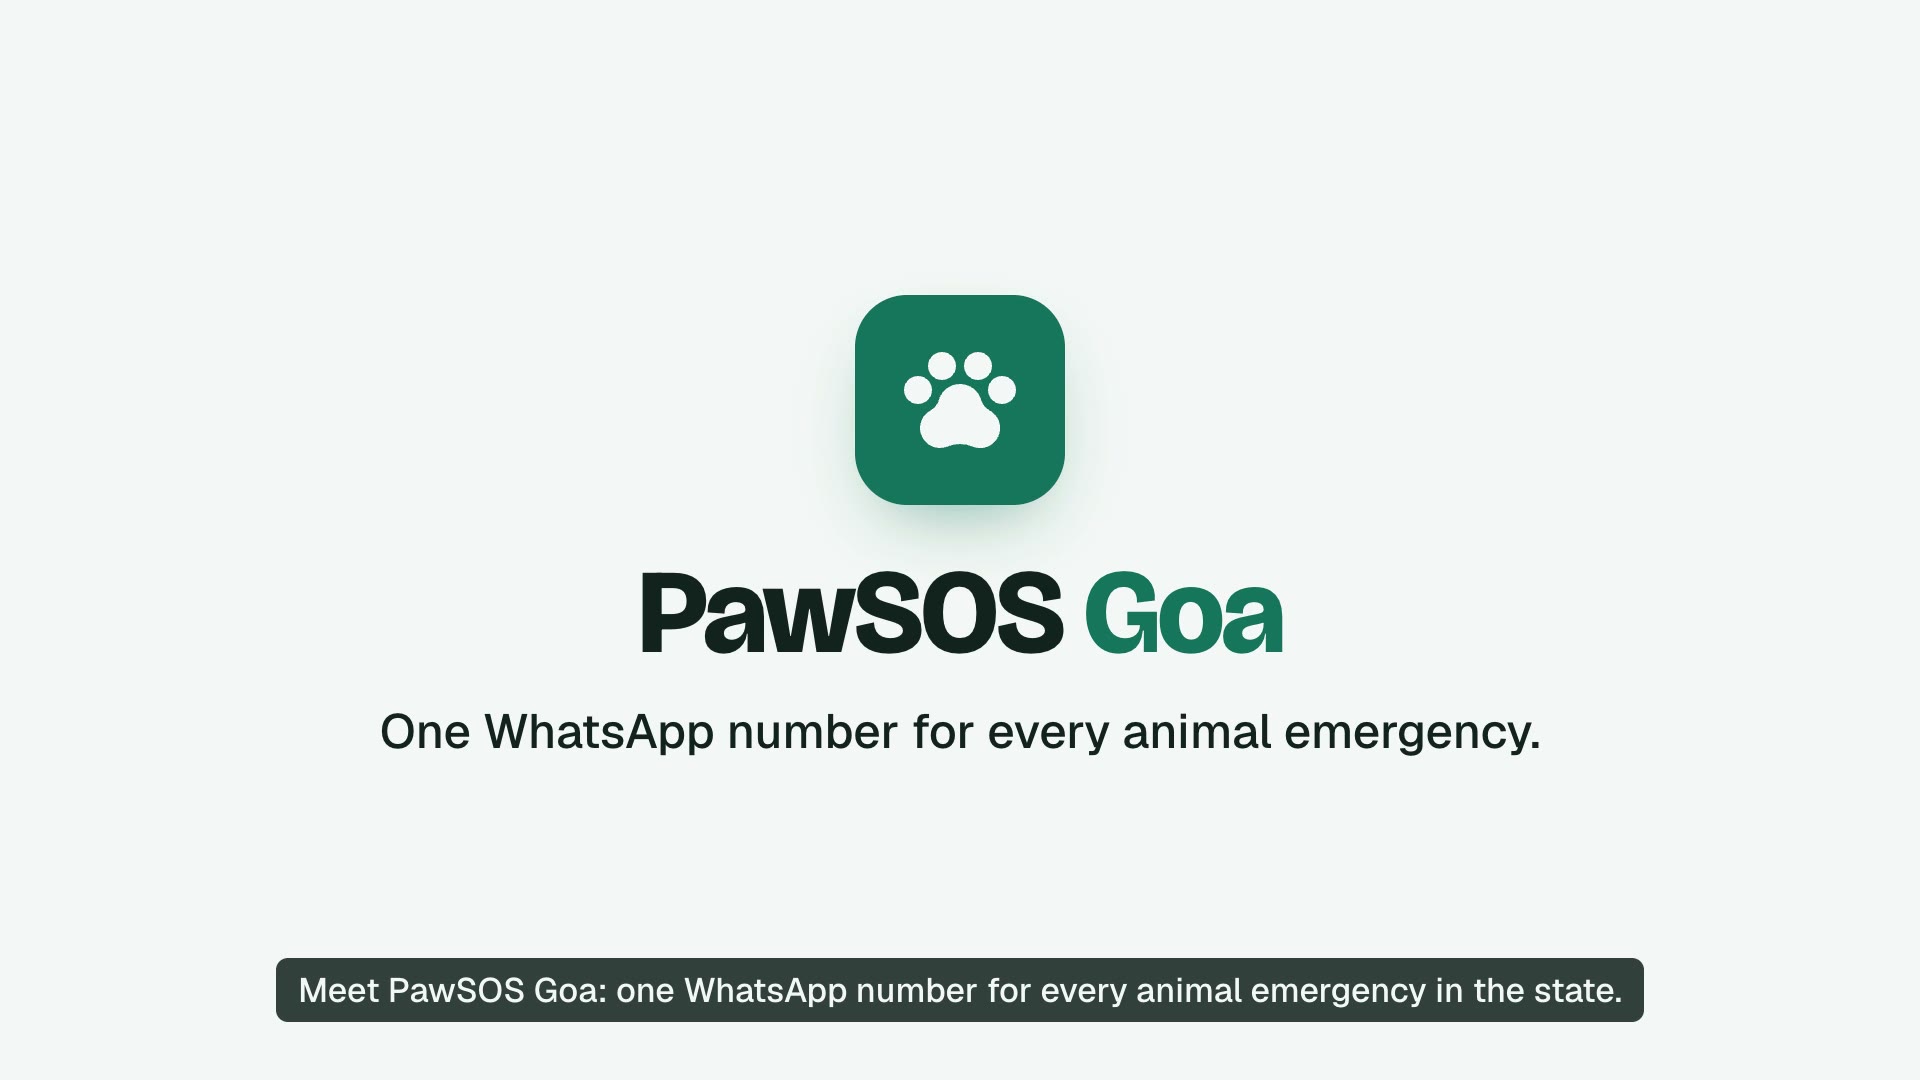 PawSOS Goa
One WhatsApp number for every animal emergency.
Meet PawSOS Goa: one WhatsApp number for every animal emergency in the state.